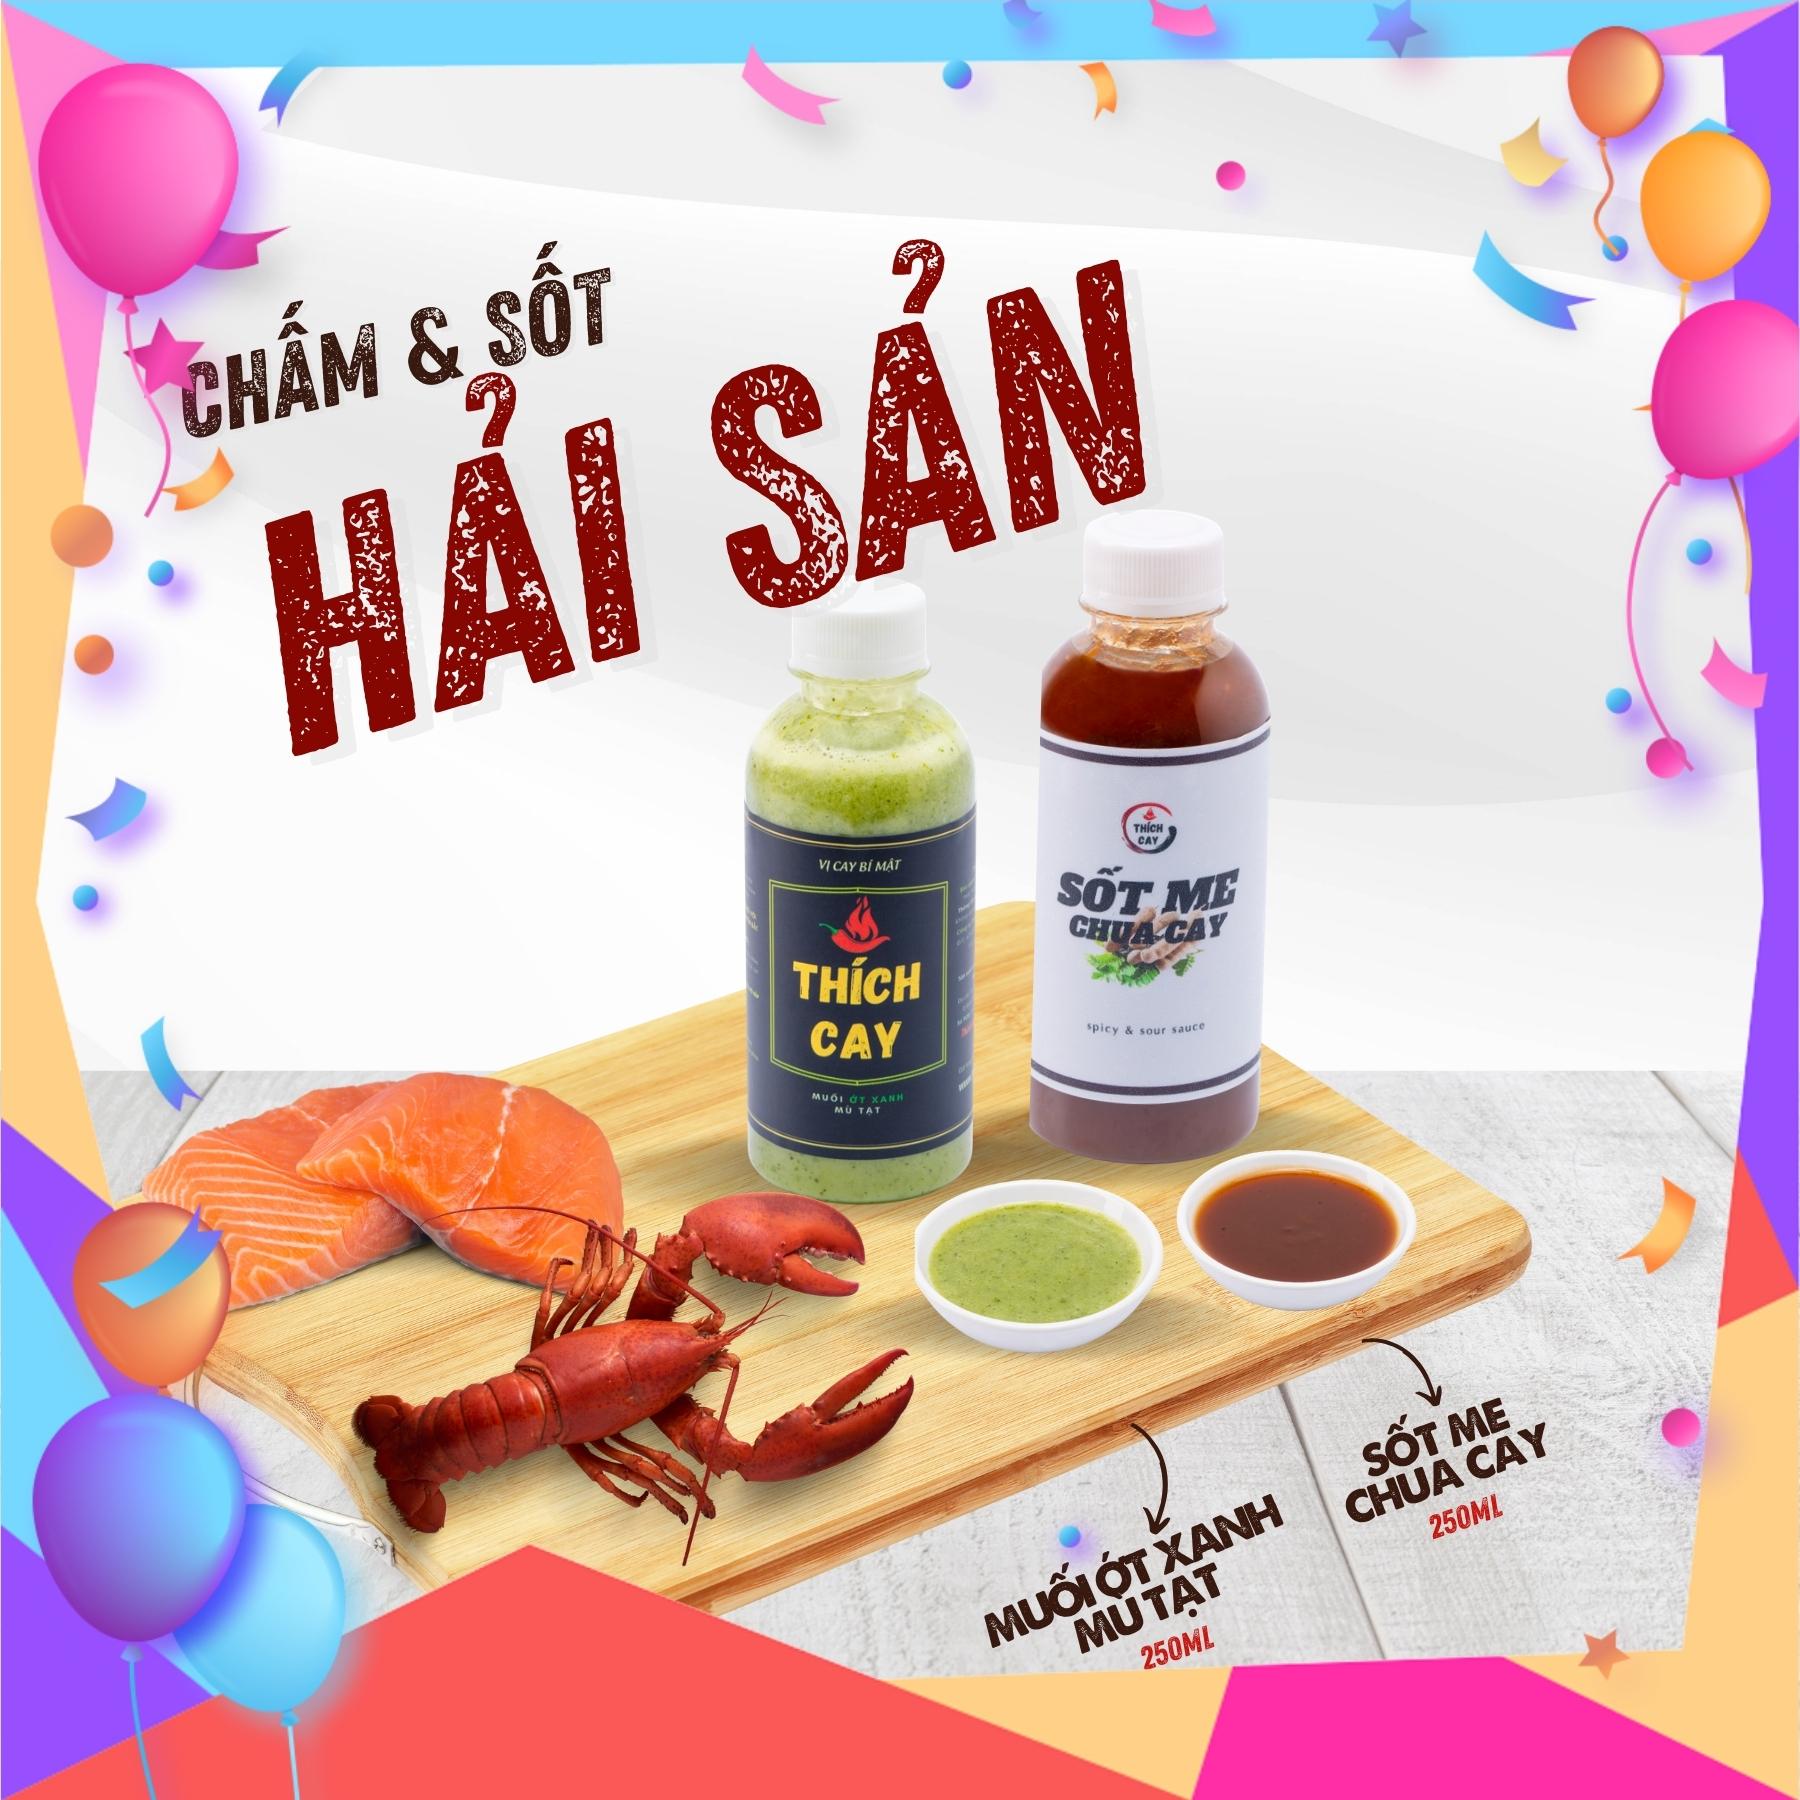 CHẤM & SỐT
HẢI SẢN
VỊ CAY BÍ MẬT
THÍCH
CAY
MUỐI ỚT XANH
MÙ TẠT
THÍCH
CAY
SỐT ME
CHUA CAY
spicy & sour sauce
SỐT ME
CHUA CAY
250ML
MUỐI ỚT XANH
MU TẠT
250ML